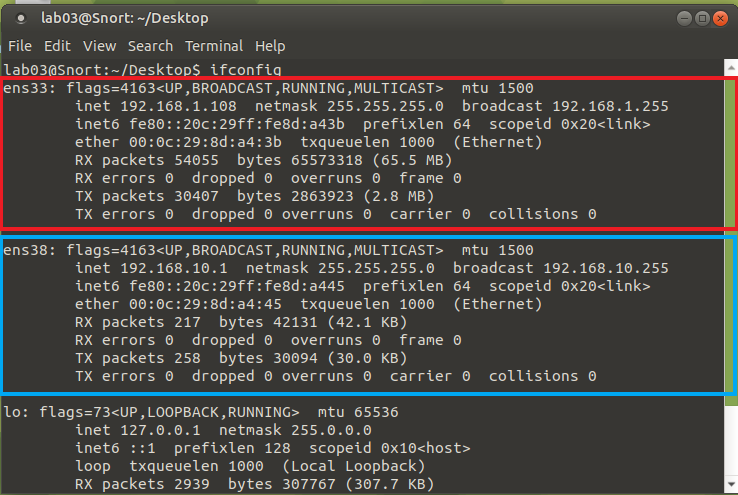 lab03@Snort: ~/Desktop
File Edit View Search Terminal Help
lab03@Snort:~/Desktop$ ifconfig
ens33: flags=4163<UP,BROADCAST,RUNNING,MULTICAST>  mtu 1500
        inet 192.168.1.108  netmask 255.255.255.0  broadcast 192.168.1.255
        inet6 fe80::20c:29ff:fe8d:a43b  prefixlen 64  scopeid 0x20<link>
        ether 00:0c:29:8d:a4:3b  txqueuelen 1000  (Ethernet)
        RX packets 54055  bytes 65573318 (65.5 MB)
        RX errors 0  dropped 0  overruns 0  frame 0
        TX packets 30407  bytes 2863923 (2.8 MB)
        TX errors 0  dropped 0 overruns 0  carrier 0  collisions 0
ens38: flags=4163<UP,BROADCAST,RUNNING,MULTICAST>  mtu 1500
        inet 192.168.10.1  netmask 255.255.255.0  broadcast 192.168.10.255
        inet6 fe80::20c:29ff:fe8d:a445  prefixlen 64  scopeid 0x20<link>
        ether 00:0c:29:8d:a4:45  txqueuelen 1000  (Ethernet)
        RX packets 217  bytes 42131 (42.1 KB)
        RX errors 0  dropped 0  overruns 0  frame 0
        TX packets 258  bytes 30094 (30.0 KB)
        TX errors 0  dropped 0 overruns 0  carrier 0  collisions 0
lo: flags=73<UP,LOOPBACK,RUNNING>  mtu 65536
        inet 127.0.0.1  netmask 255.0.0.0
        inet6 ::1  prefixlen 128  scopeid 0x10<host>
        loop  txqueuelen 1000  (Local Loopback)
        RX packets 2939  bytes 307767 (307.7 KB)